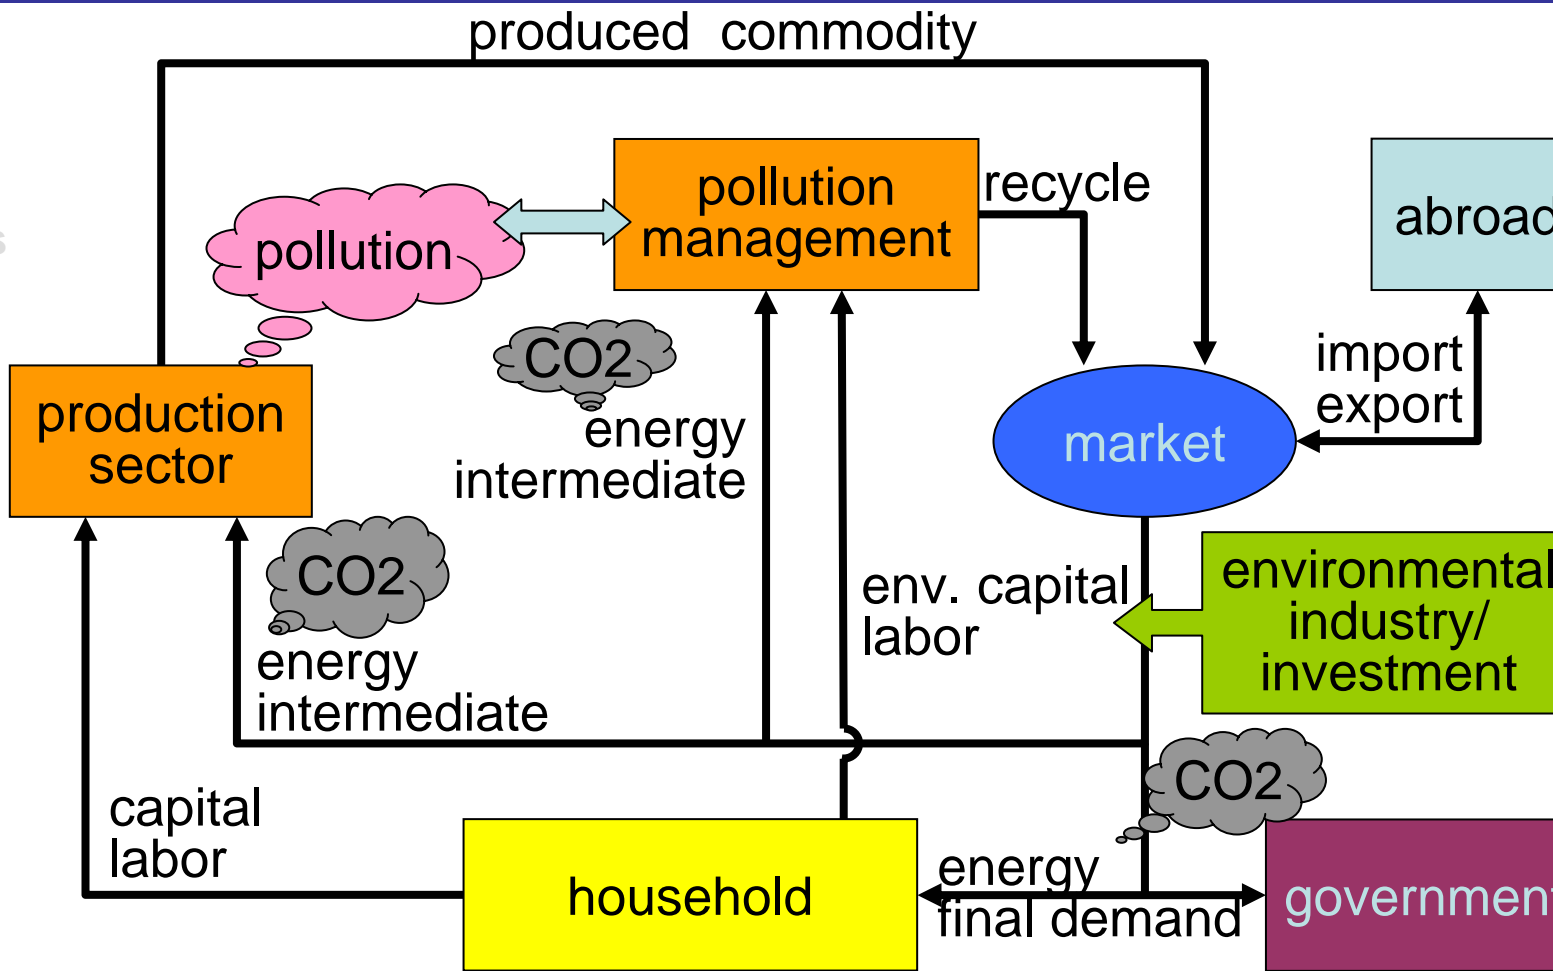 produced commodity
pollution
management
recycle
abroad
pollution
CO2
import
export
production
sector
energy
intermediate
market
CO2
env. capital
labor
environmental
industry/
investment
energy
intermediate
CO2
capital
labor
household
energy
final demand
government
s